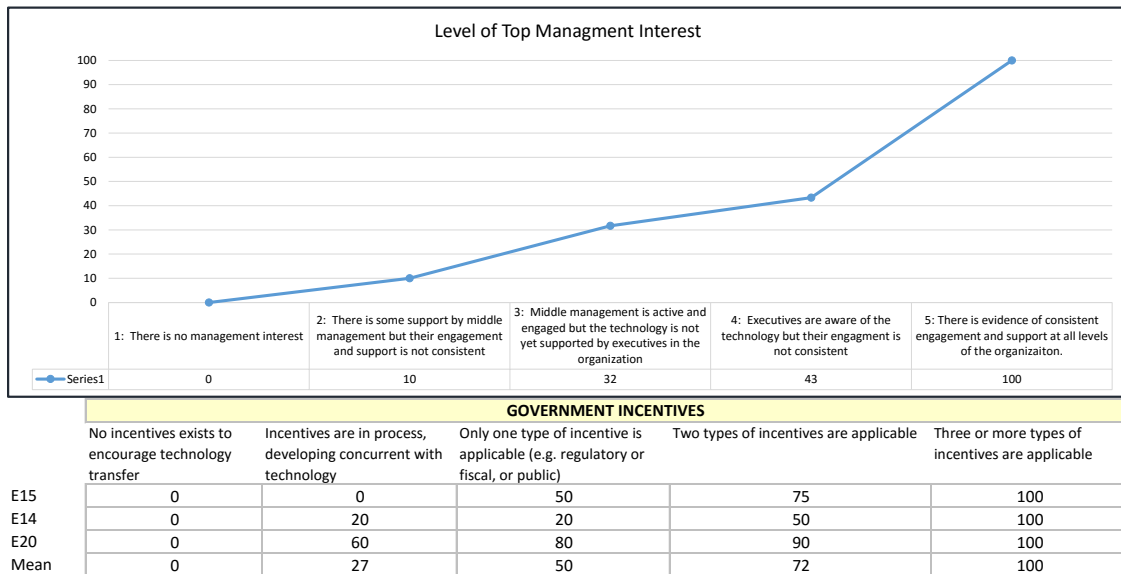 Level of Top Managment Interest
100
90
80
70
60
50
40
30
20
10
0
1: There is no management interest
2: There is some support by middle
management but their engagement
and support is not consistent
3: Middle management is active and
engaged but the technology is not
yet supported by executives in the
organization
4: Executives are aware of the
technology but their engagment is
not consistent
5: There is evidence of consistent
engagement and support at all levels
of the organizaiton.
Series1 0 10 32 43 100
GOVERNMENT INCENTIVES
No incentives exists to
encourage technology
transfer
Incentives are in process,
developing concurrent with
technology
Only one type of incentive is
applicable (e.g. regulatory or
fiscal, or public)
Two types of incentives are applicable
Three or more types of
incentives are applicable
E15 0 0 50 75 100
E14 0 20 20 50 100
E20 0 60 80 90 100
Mean 0 27 50 72 100